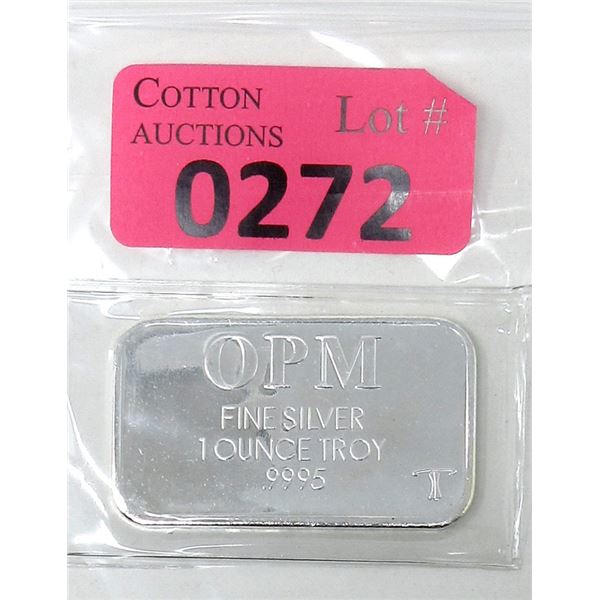 COTTON
AUCTIONS
Lot #
0272
OPM
FINE SILVER
1 OUNCE TROY
.9995